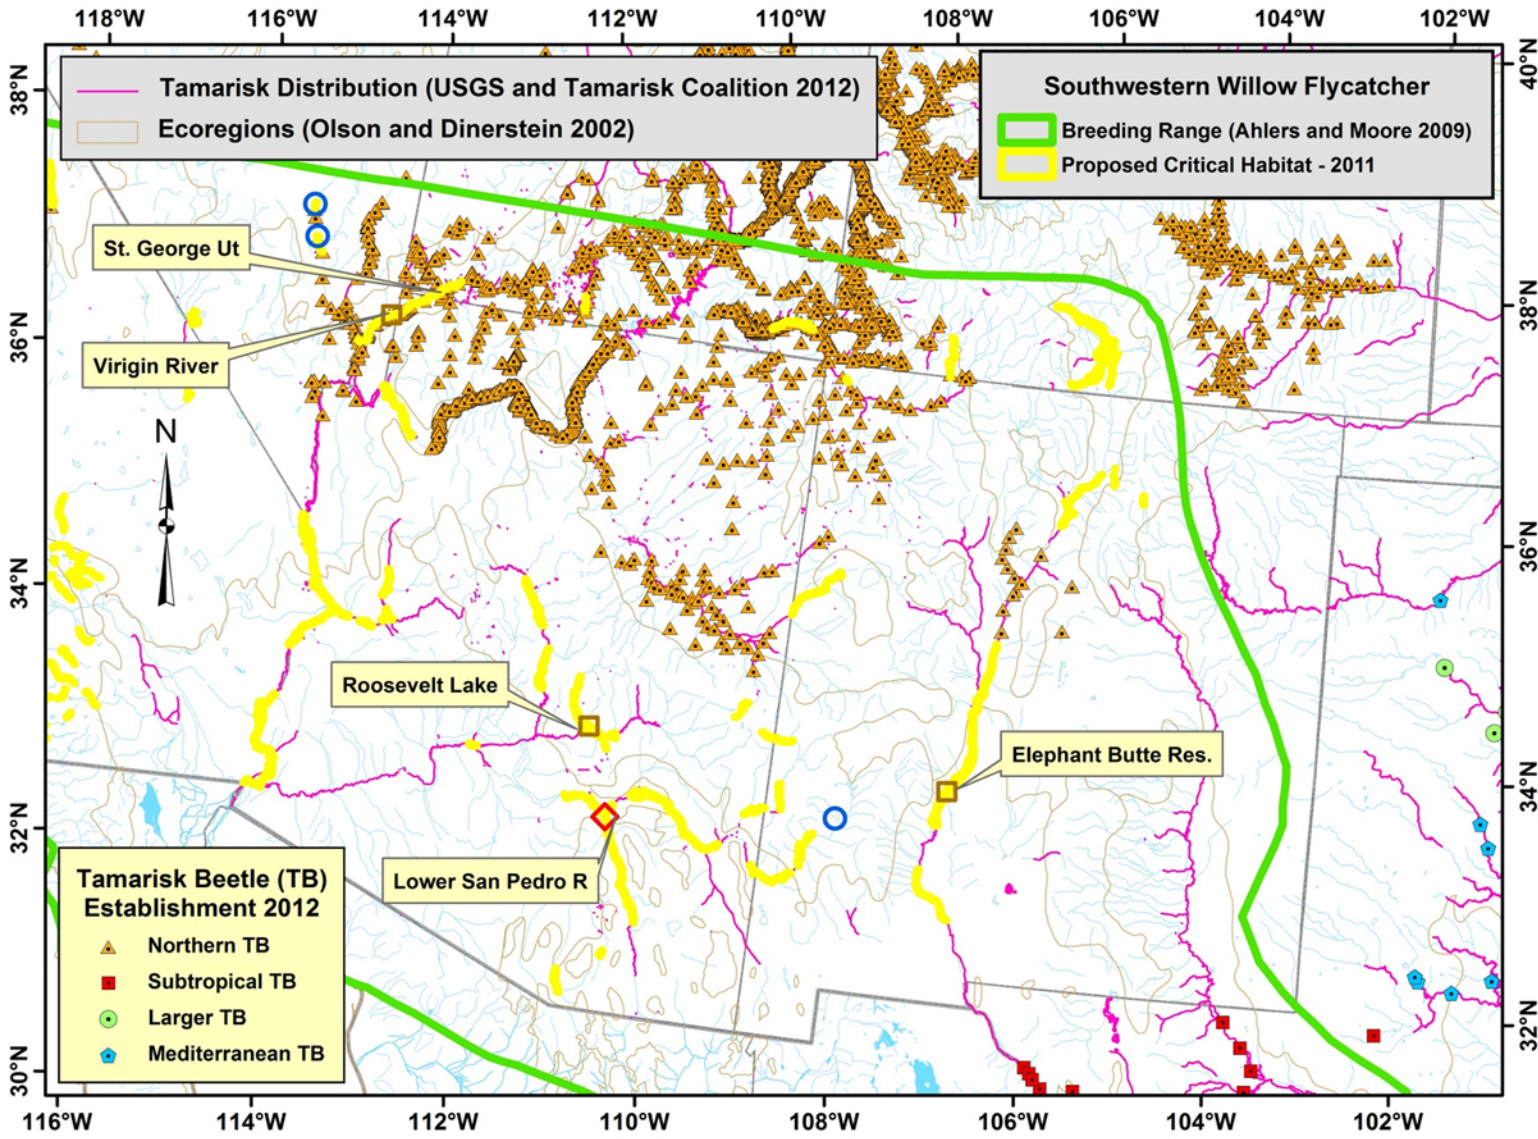 118°W 116°W 114°W 112°W 110°W 108°W 106°W 104°W 102°W
Tamarisk Distribution (USGS and Tamarisk Coalition 2012)
Ecoregions (Olson and Dinerstein 2002)
Southwestern Willow Flycatcher
Breeding Range (Ahlers and Moore 2009)
Proposed Critical Habitat - 2011
38°N
36°N
34°N
32°N
30°N
40°N
38°N
36°N
34°N
32°N
St. George Ut
Virigin River
N
Roosevelt Lake
Elephant Butte Res.
Lower San Pedro R
Tamarisk Beetle (TB)
Establishment 2012
Northern TB
Subtropical TB
Larger TB
Mediterranean TB
116°W 114°W 112°W 110°W 108°W 106°W 104°W 102°W